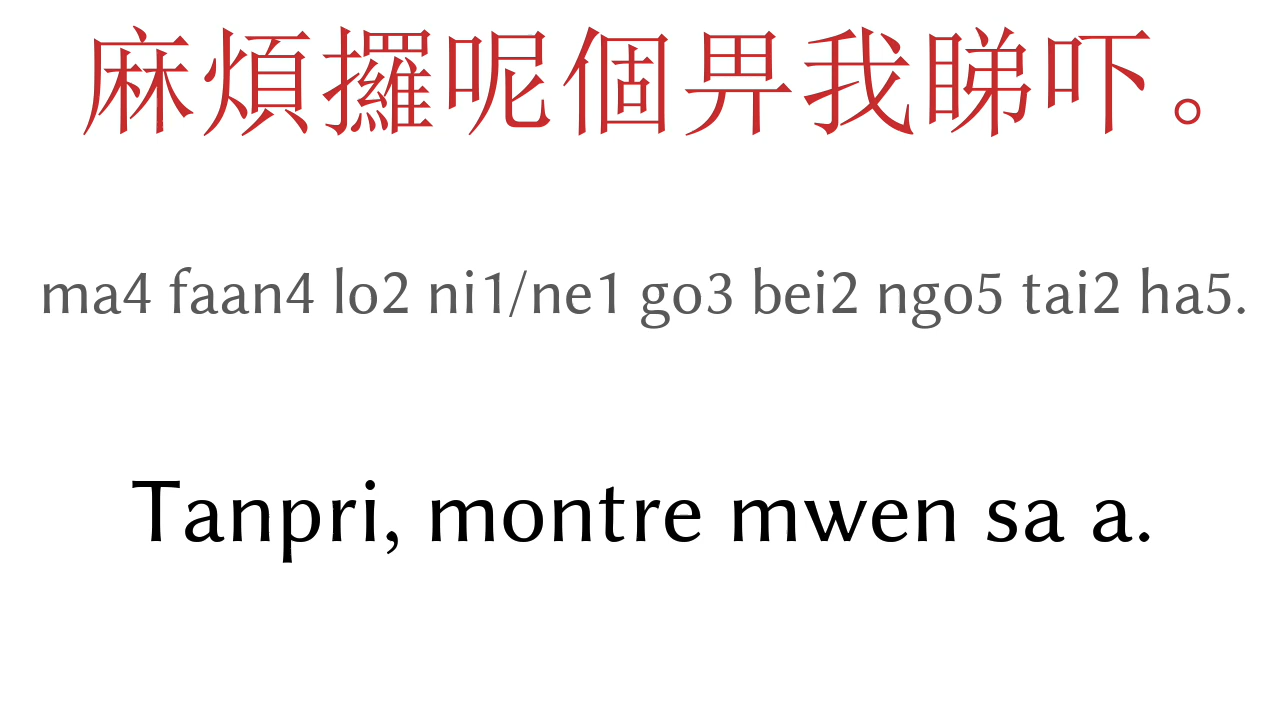 麻煩攞呢個畀我睇吓。
ma4 faan4 lo2 ni1/ne1 go3 bei2 ngo5 tai2 ha5.
Tanpri, montre mwen sa a.